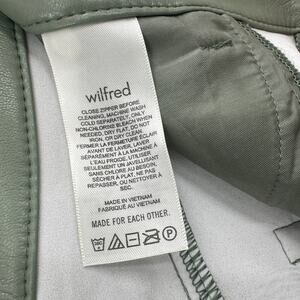 wilfred
CLOSE ZIPPER BEFORE
CLEANING, MACHINE WASH
COLD SEPARATELY, ONLY
NON-CHLORINE BLEACH WHEN
NEEDED, DRY FLAT, DO NOT
IRON, OR DRY CLEAN
FERMER LA FERMETURE ÉCLAIR
AVANT DE LAVER, LAVER
SÉPARÉMENT À LA MACHINE
À L'EAU FROIDE, UTILISER
SEULEMENT UN JAVELLISANT
SANS CHLORE AU BESOIN,
SÉCHER À PLAT, NE PAS
REPASSER, OU NETTOYER
À SEC
MADE IN VIETNAM
FABRIQUÉ AU VIETNAM
MADE FOR EACH OTHER.
P